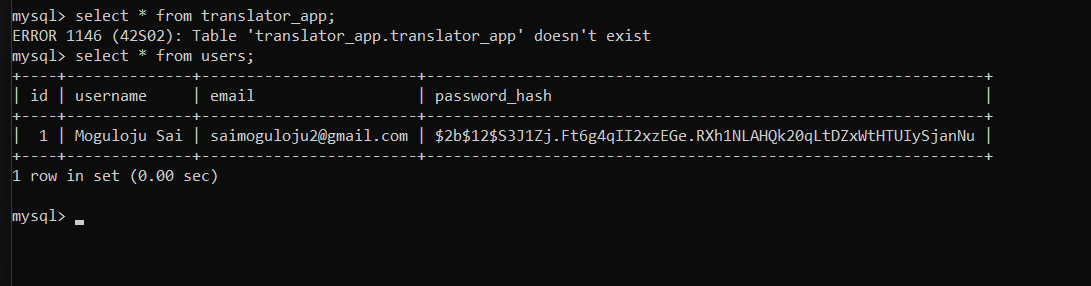 mysql> select * from translator_app;
ERROR 1146 (42S02): Table 'translator_app.translator_app' doesn't exist
mysql> select * from users;
+----+--------------+------------------------+--------------------------------------------------------------+
| id | username     | email                  | password_hash                                                |
+----+--------------+------------------------+--------------------------------------------------------------+
|  1 | Moguloju Sai | saimoguloju2@gmail.com | $2b$12$S3J1Zj.Ft6g4qII2xzEGe.RXh1NLAHQk20qLtDZxWtHTUIySjanNu |
+----+--------------+------------------------+--------------------------------------------------------------+
1 row in set (0.00 sec)
mysql>